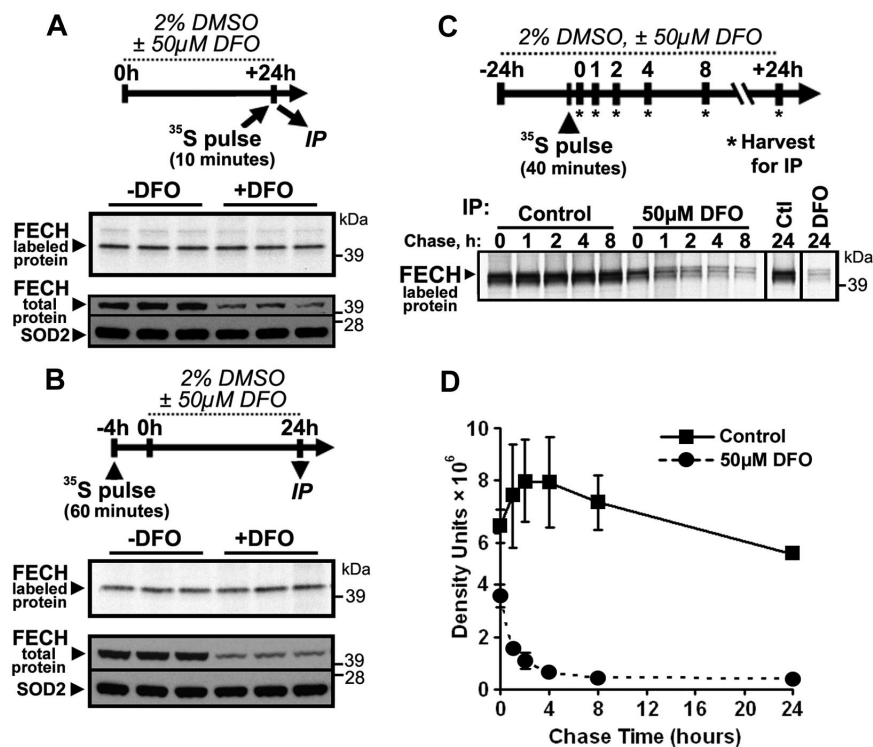 A
2% DMSO
± 50µM DFO
0h +24h
35S pulse
(10 minutes)
IP
-DFO +DFO
kDa
FECH
labeled
protein
39
FECH
total
protein
39
28
SOD2
B
2% DMSO
± 50µM DFO
-4h 0h 24h
35S pulse
(60 minutes)
IP
-DFO +DFO
kDa
FECH
labeled
protein
39
FECH
total
protein
39
28
SOD2
C
2% DMSO, ± 50µM DFO
-24h 0 1 2 4 8 +24h
* * * * * *
35S pulse
(40 minutes)
* Harvest
for IP
IP: Control 50µM DFO Ctl DFO
Chase, h: 0 1 2 4 8 0 1 2 4 8 24 24
kDa
FECH
labeled
protein
39
D
Density Units × 10^6
10
8
6
4
2
0
Control
50µM DFO
0 4 8 12 16 20 24
Chase Time (hours)